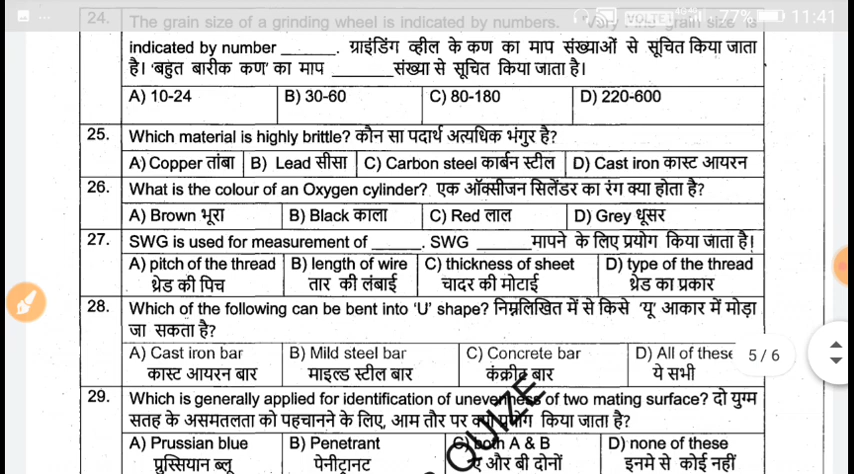 24. The grain size of a grinding wheel is indicated by numbers. 'Very fine' grain size is
77% 11:41
indicated by number ______. ग्राइंडिंग व्हील के कण का माप संख्याओं से सूचित किया जाता
है। 'बहुत बारीक कण' का माप ________ संख्या से सूचित किया जाता है।
A) 10-24 B) 30-60 C) 80-180 D) 220-600
25. Which material is highly brittle? कौन सा पदार्थ अत्यधिक भंगुर है?
A) Copper तांबा B) Lead सीसा C) Carbon steel कार्बन स्टील D) Cast iron कास्ट आयरन
26. What is the colour of an Oxygen cylinder? एक ऑक्सीजन सिलेंडर का रंग क्या होता है?
A) Brown भूरा B) Black काला C) Red लाल D) Grey धूसर
27. SWG is used for measurement of ______. SWG ______ मापने के लिए प्रयोग किया जाता है।
A) pitch of the thread B) length of wire C) thickness of sheet D) type of the thread
थ्रेड की पिच तार की लंबाई चादर की मोटाई थ्रेड का प्रकार
28. Which of the following can be bent into 'U' shape? निम्नलिखित में से किसे 'यू' आकार में मोड़ा
जा सकता है?
A) Cast iron bar B) Mild steel bar C) Concrete bar D) All of these 5 / 6
कास्ट आयरन बार माइल्ड स्टील बार कंक्रीट बार ये सभी
29. Which is generally applied for identification of unevenness of two mating surface? दो युग्म
सतह के असमतलता को पहचानने के लिए, आम तौर पर क्या प्रयोग किया जाता है?
A) Prussian blue B) Penetrant C) both A & B D) none of these
प्रुस्सियान ब्लू पेनीट्रानट ए और बी दोनों इनमे से कोई नहीं
QUIZE